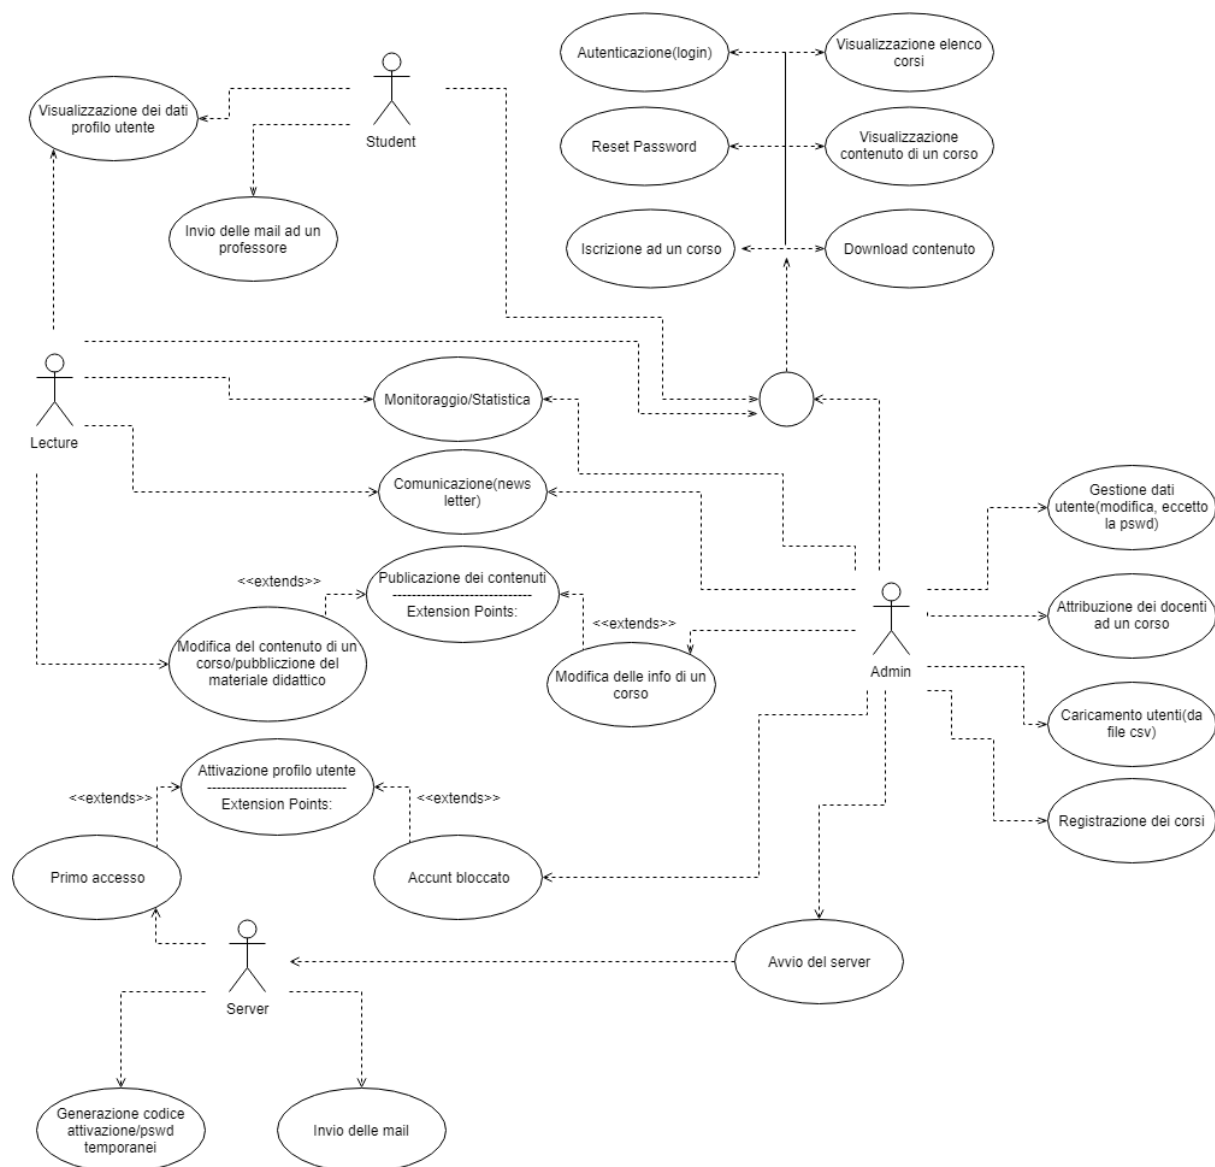 Autenticazione(login)
Visualizzazione elenco
corsi
Visualizzazione dei dati
profilo utente
Student
Reset Password
Visualizzazione
contenuto di un corso
Invio delle mail ad un
professore
Iscrizione ad un corso
Download contenuto
Lecture
Monitoraggio/Statistica
Comunicazione(news
letter)
Gestione dati
utente(modifica, eccetto
la pswd)
<<extends>>
Publicazione dei contenuti
--------------------------------
Extension Points:
<<extends>>
Modifica del contenuto di un
corso/pubbliczione del
materiale didattico
Modifica delle info di un
corso
Admin
Attribuzione dei docenti
ad un corso
Caricamento utenti(da
file csv)
Registrazione dei corsi
Attivazione profilo utente
--------------------------------
Extension Points:
<<extends>>
<<extends>>
Primo accesso
Accunt bloccato
Avvio del server
Server
Generazione codice
attivazione/pswd
temporanei
Invio delle mail